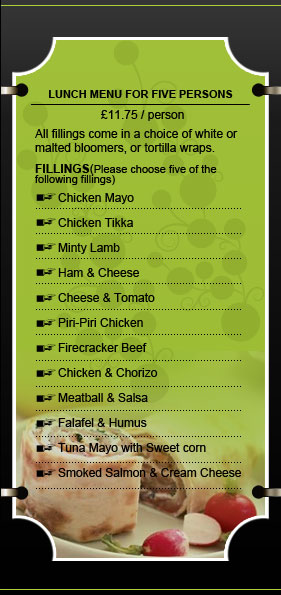 LUNCH MENU FOR FIVE PERSONS
£11.75 / person
All fillings come in a choice of white or
malted bloomers, or tortilla wraps.
FILLINGS(Please choose five of the
following fillings)
Chicken Mayo
Chicken Tikka
Minty Lamb
Ham & Cheese
Cheese & Tomato
Piri-Piri Chicken
Firecracker Beef
Chicken & Chorizo
Meatball & Salsa
Falafel & Humus
Tuna Mayo with Sweet corn
Smoked Salmon & Cream Cheese